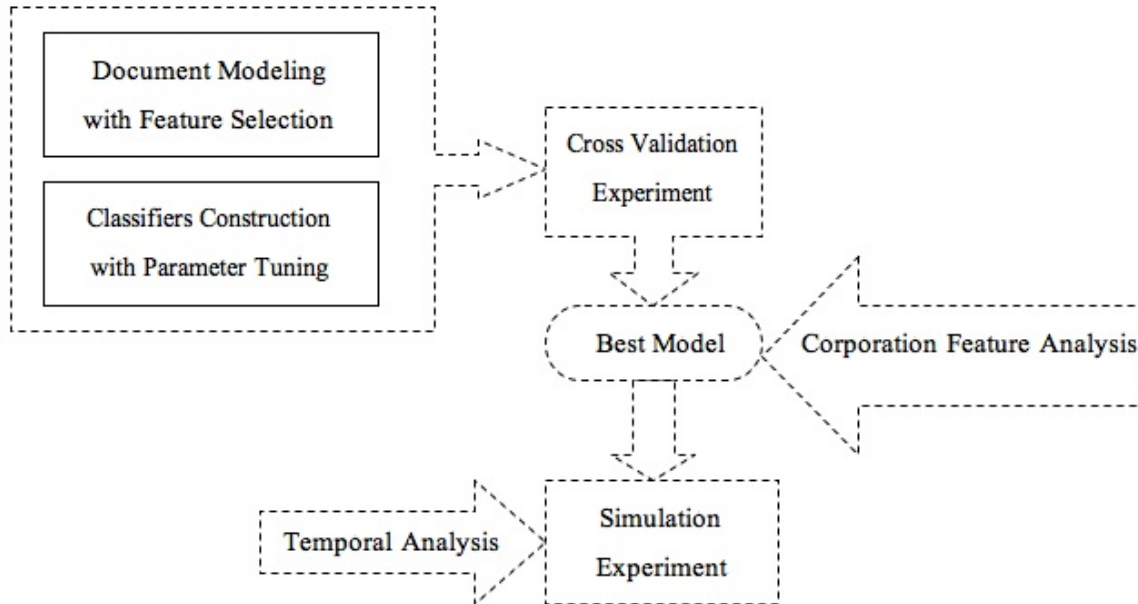 Document Modeling
with Feature Selection
Classifiers Construction
with Parameter Tuning
Cross Validation
Experiment
Best Model
Corporation Feature Analysis
Temporal Analysis
Simulation
Experiment